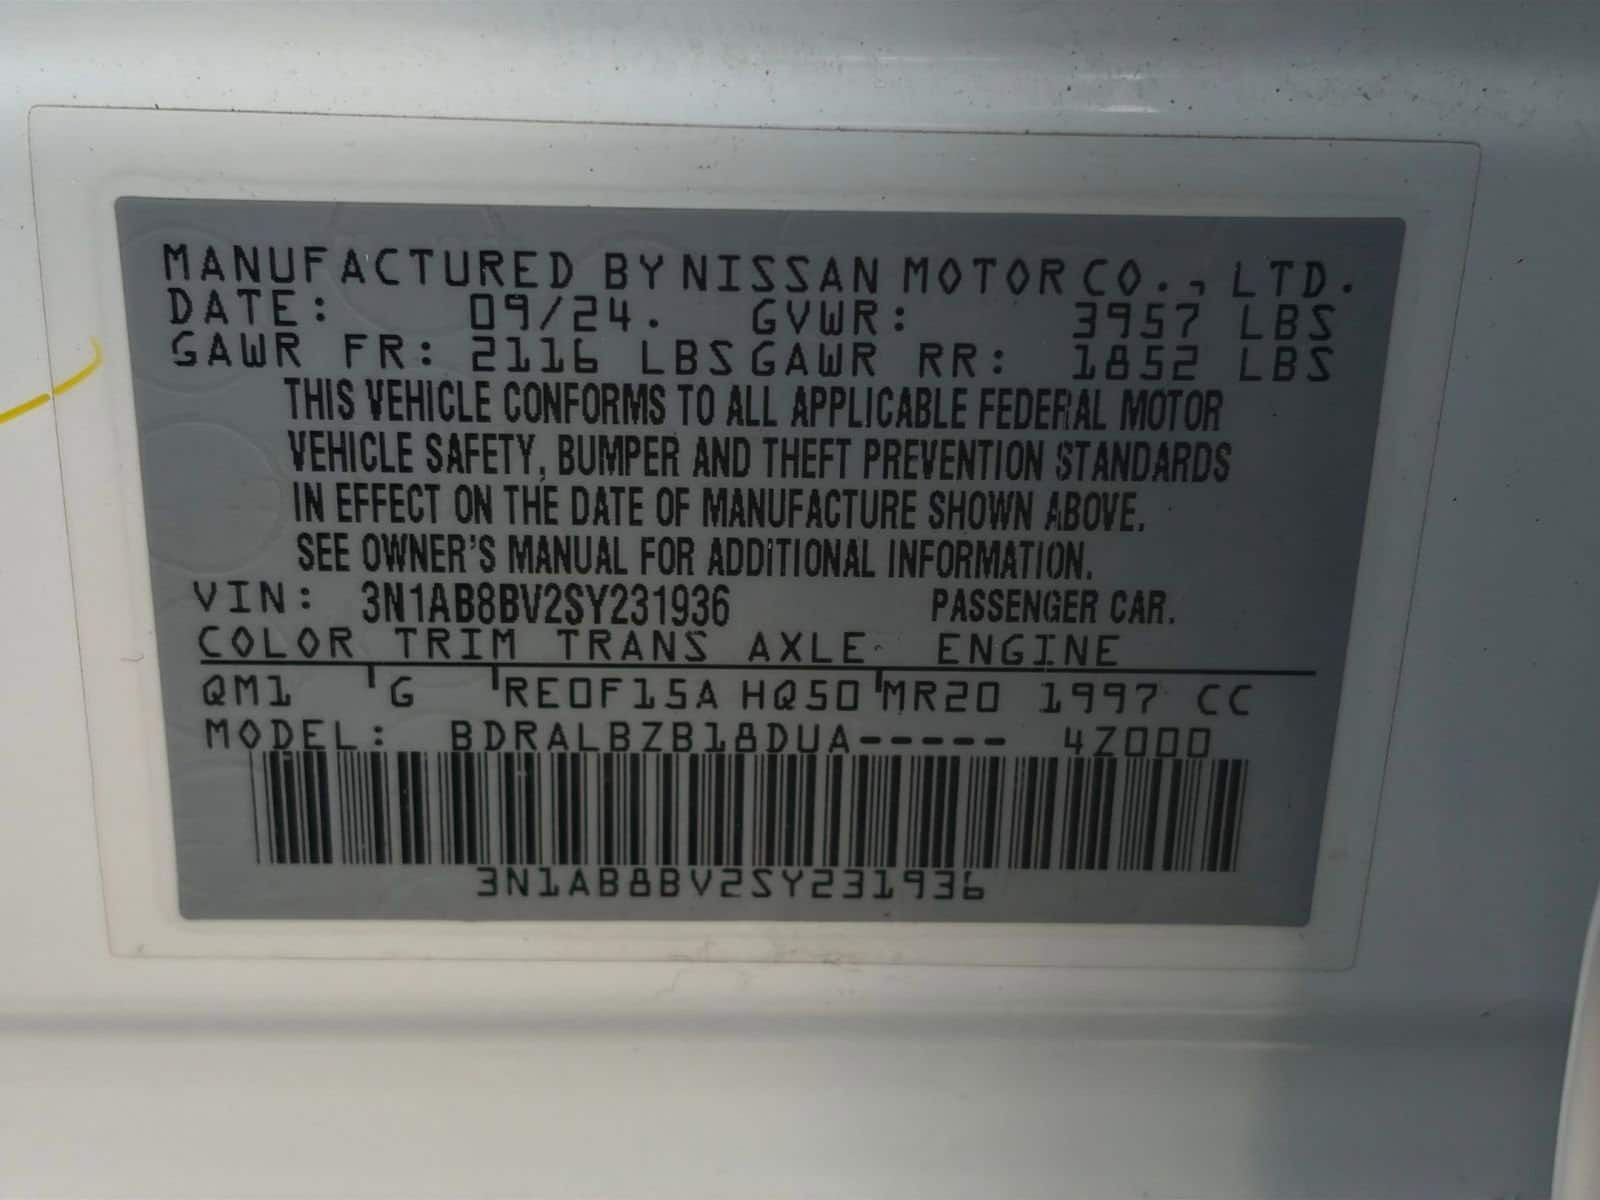 MANUFACTURED BY NISSAN MOTOR CO., LTD.
DATE: 09/24. GVWR: 3957 LBS
GAWR FR: 2116 LBS GAWR RR: 1852 LBS
THIS VEHICLE CONFORMS TO ALL APPLICABLE FEDERAL MOTOR
VEHICLE SAFETY, BUMPER AND THEFT PREVENTION STANDARDS
IN EFFECT ON THE DATE OF MANUFACTURE SHOWN ABOVE.
SEE OWNER'S MANUAL FOR ADDITIONAL INFORMATION.
VIN: 3N1AB8BV2SY231936 PASSENGER CAR.
COLOR TRIM TRANS AXLE ENGINE
QM1 G RE0F15A HQ50 MR20 1997 CC
MODEL: BDRALBZB18DUA----- 4Z000
3N1AB8BV2SY231936